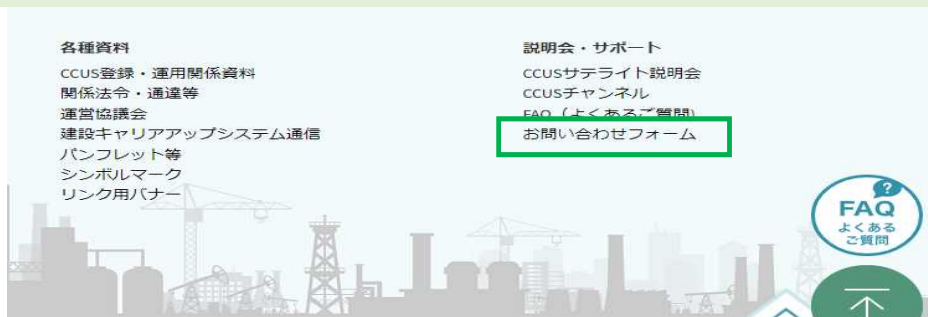 各種資料
CCUS登録・運用関係資料
関係法令・通達等
運営協議会
建設キャリアアップシステム通信
パンフレット等
シンボルマーク
リンク用バナー
説明会・サポート
CCUSサテライト説明会
CCUSチャンネル
FAQ（よくあるご質問）
お問い合わせフォーム
?
FAQ
よくある
ご質問